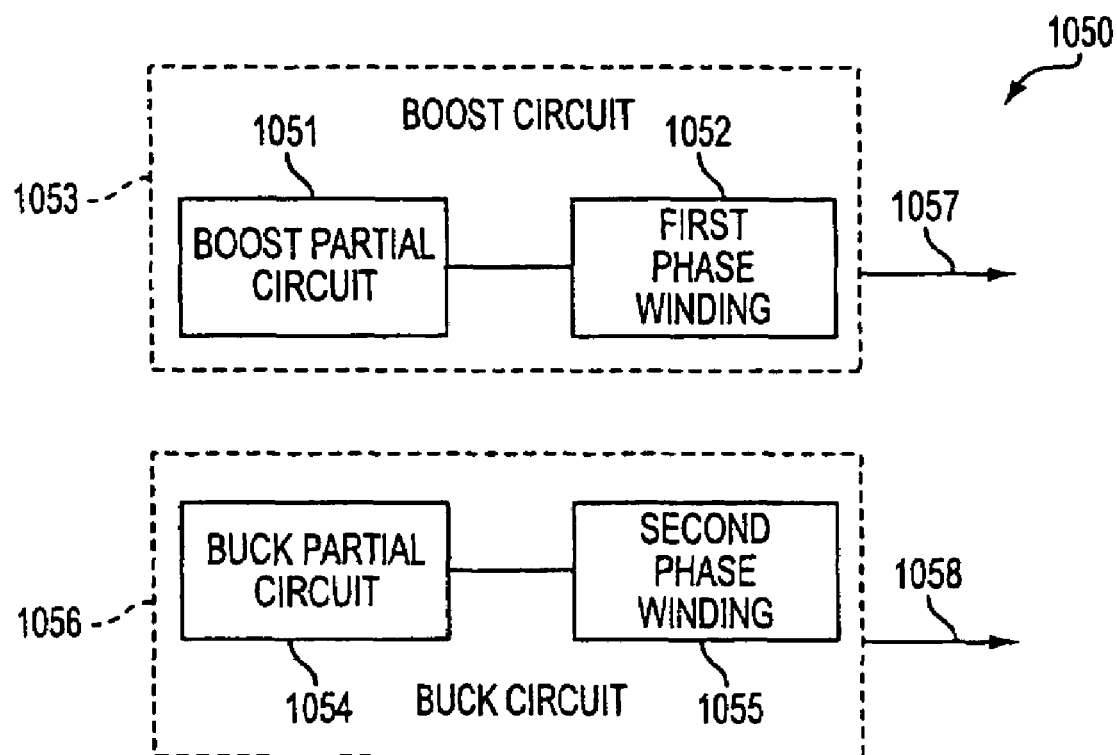 1050
BOOST CIRCUIT
1051
1052
1053
BOOST PARTIAL
CIRCUIT
FIRST
PHASE
WINDING
1057
BUCK PARTIAL
CIRCUIT
SECOND
PHASE
WINDING
1058
1056
1054
BUCK CIRCUIT
1055